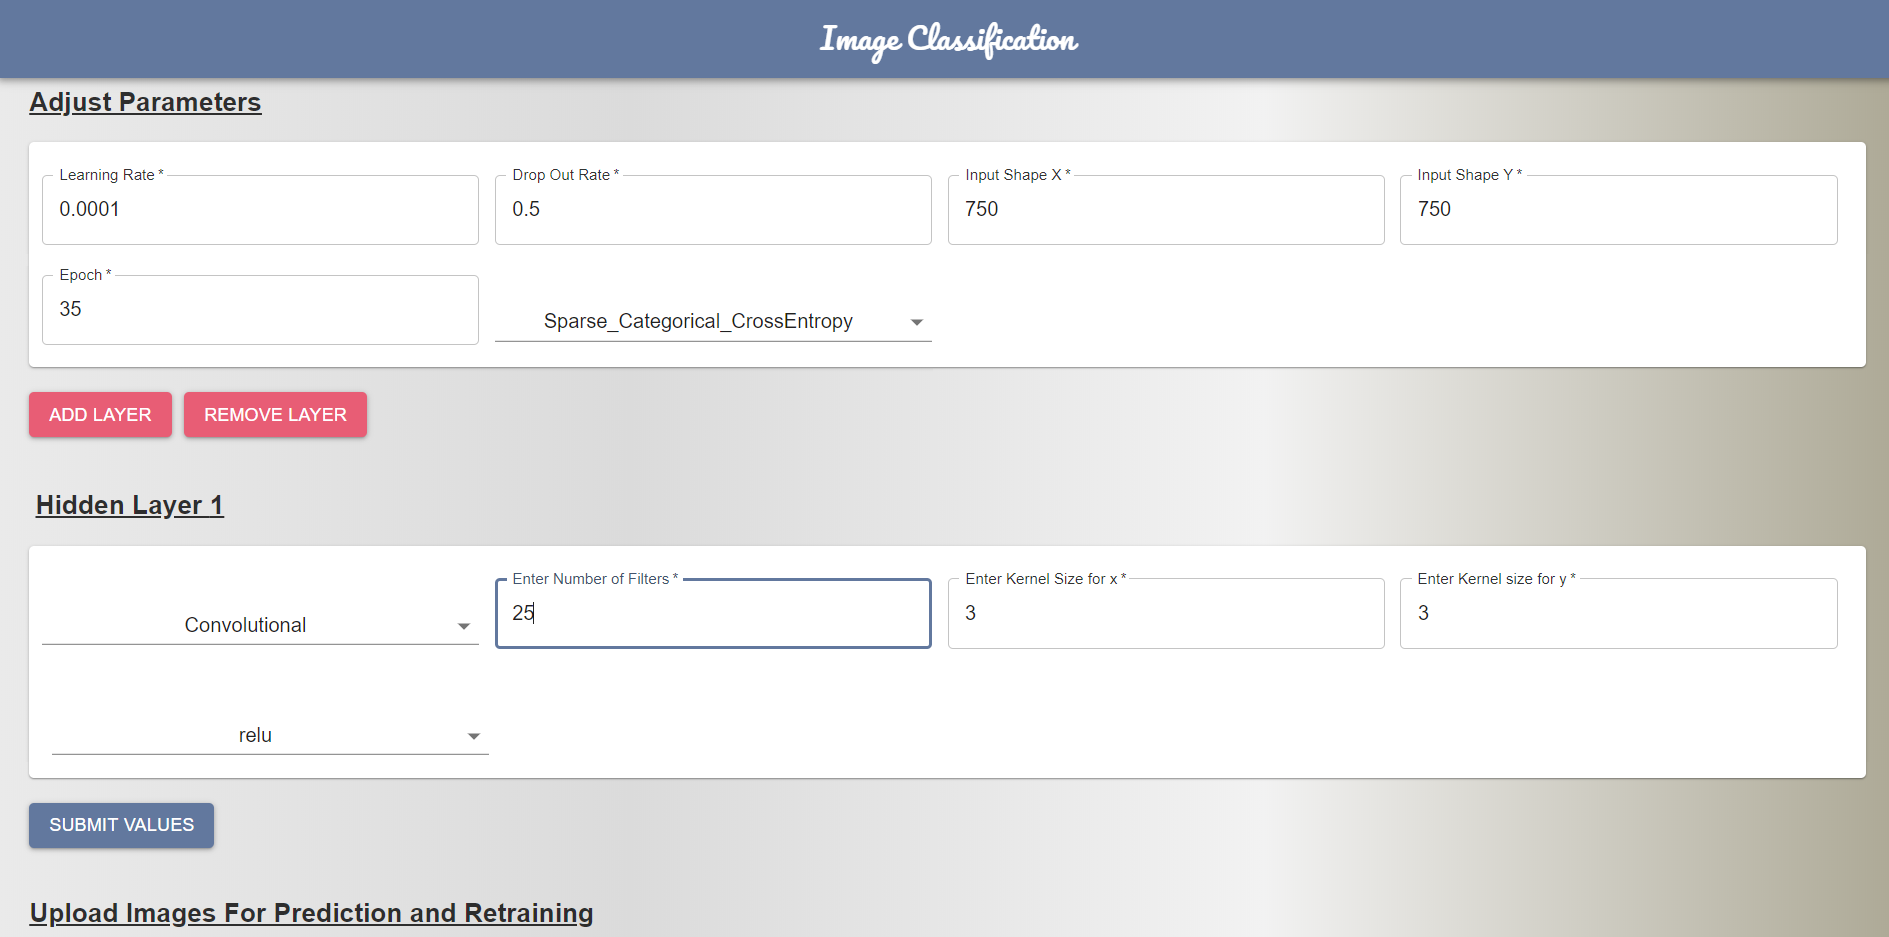 Image Classification
Adjust Parameters
Learning Rate *
0.0001
Drop Out Rate *
0.5
Input Shape X *
750
Input Shape Y *
750
Epoch *
35
Sparse_Categorical_CrossEntropy
ADD LAYER
REMOVE LAYER
Hidden Layer 1
Convolutional
Enter Number of Filters *
25
Enter Kernel Size for x *
3
Enter Kernel size for y *
3
relu
SUBMIT VALUES
Upload Images For Prediction and Retraining